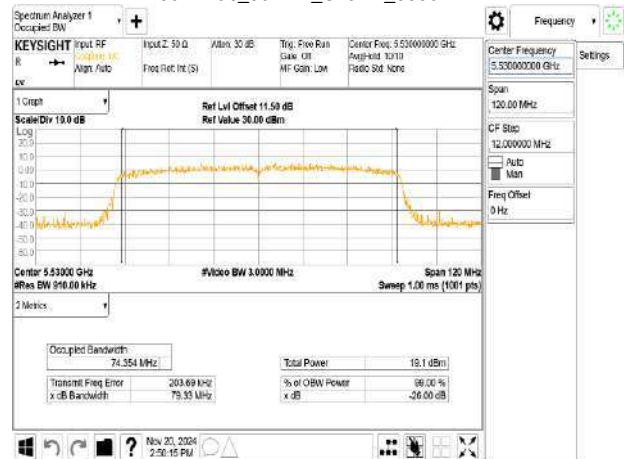 Spectrum Analyzer 1
Occupied BW
Frequency
KEYSIGHT
Input: RF
Align: Auto
Input Z: 50 Ω
Freq Ref: Int (S)
Atten: 30 dB
Trig: Free Run
Gate: Off
#IF Gain: Low
Center Freq: 5.530000000 GHz
Avg|Hold: 10/10
Radio Std: None
Center Frequency
5.530000000 GHz
Settings
Span
120.00 MHz
CF Step
12.000000 MHz
Auto
Man
Freq Offset
0 Hz
1 Graph
Scale/Div 10.0 dB
Ref Lvl Offset 11.50 dB
Ref Value 30.00 dBm
Log
20.0
10.0
0.00
-10.0
-20.0
-30.0
-40.0
-50.0
Center 5.53000 GHz
#Res BW 910.00 kHz
#Video BW 3.0000 MHz
Span 120 MHz
Sweep 1.00 ms (1001 pts)
2 Metrics
Occupied Bandwidth
74.354 MHz
Total Power 19.1 dBm
Transmit Freq Error 203.69 kHz
% of OBW Power 99.00 %
x dB Bandwidth 79.33 MHz
x dB -26.00 dB
Nov 20, 2024
2:50:15 PM